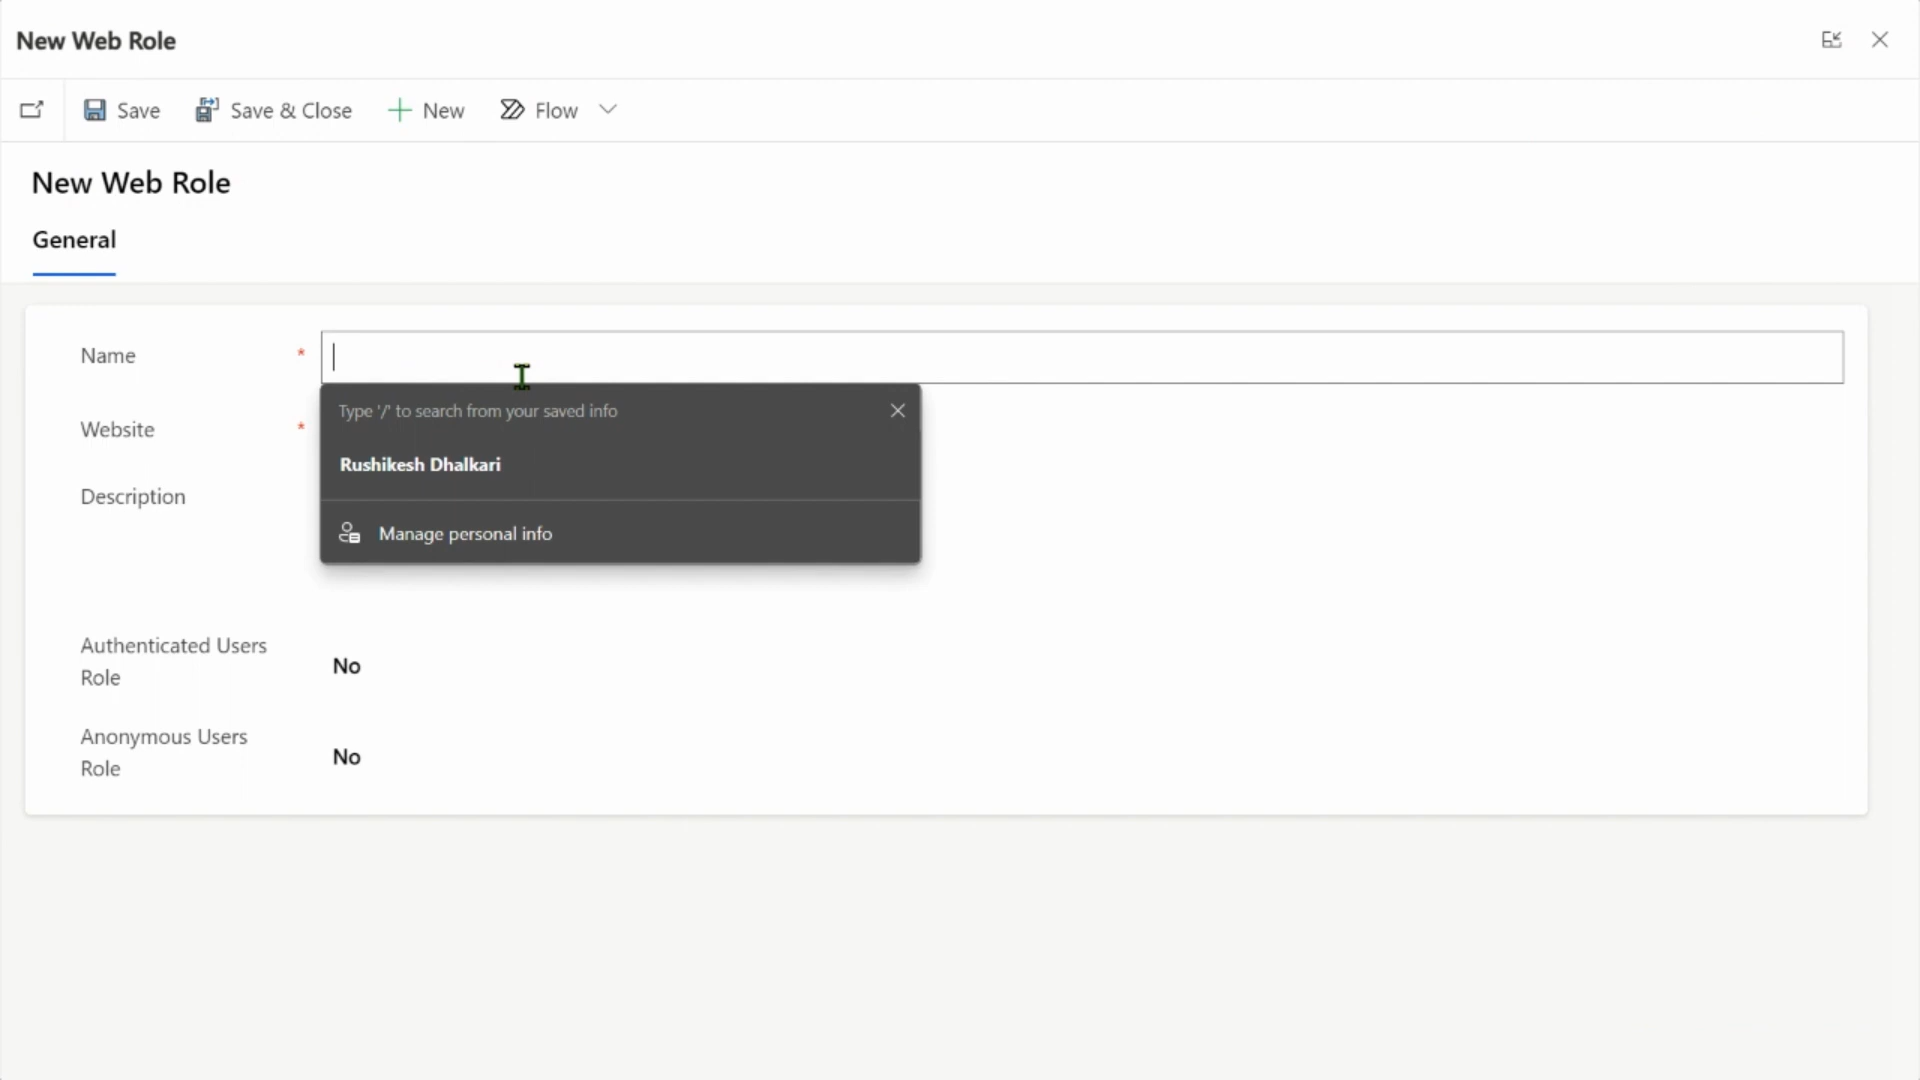 New Web Role
Save
Save & Close
New
Flow
New Web Role
General
Name *
Type '/' to search from your saved info
Website *
Rushikesh Dhalkari
Description
Manage personal info
Authenticated Users
Role
No
Anonymous Users
Role
No